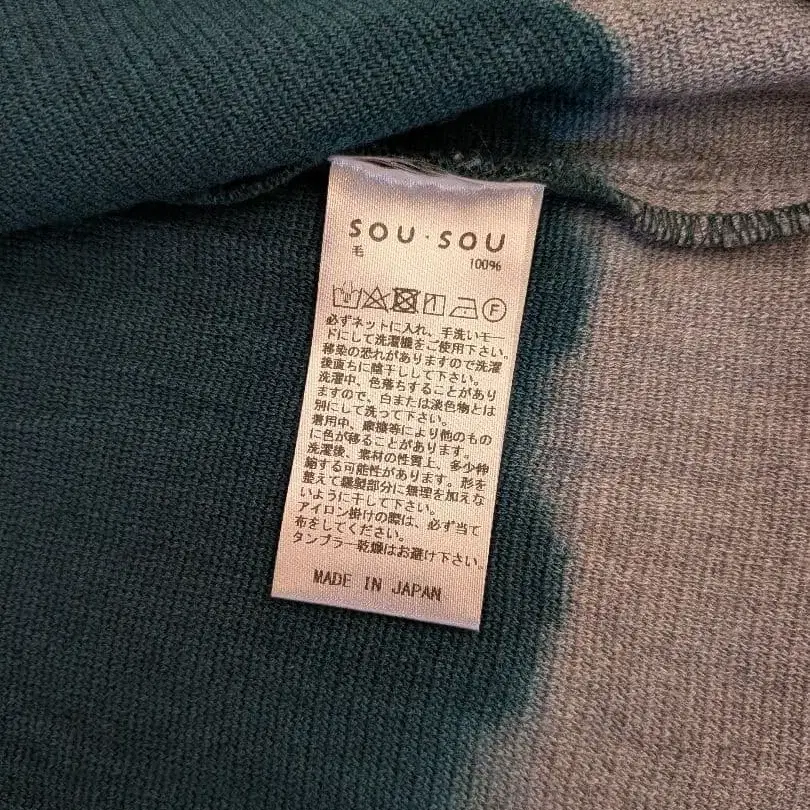 SOU・SOU
毛 100%
F
必ずネットに入れ、手洗いモー
ドにして洗濯機をご使用下さい。
移染の恐れがありますので洗濯
後直ちに陰干しして下さい。
洗濯中、色落ちすることがあり
ますので、白または淡色物とは
別にして洗って下さい。
着用中、摩擦等により他のもの
に色が移ることがあります。
洗濯後、素材の性質上、多少伸
縮する可能性があります。形を
整えて縫製部分に無理を加えな
いように干して下さい。
アイロン掛けの際は、必ず当て
布をしてください。
タンブラー乾燥はお避け下さい。
MADE IN JAPAN